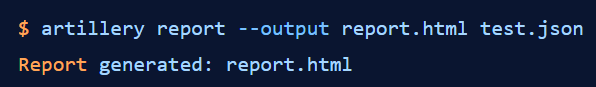 $ artillery report --output report.html test.json
Report generated: report.html